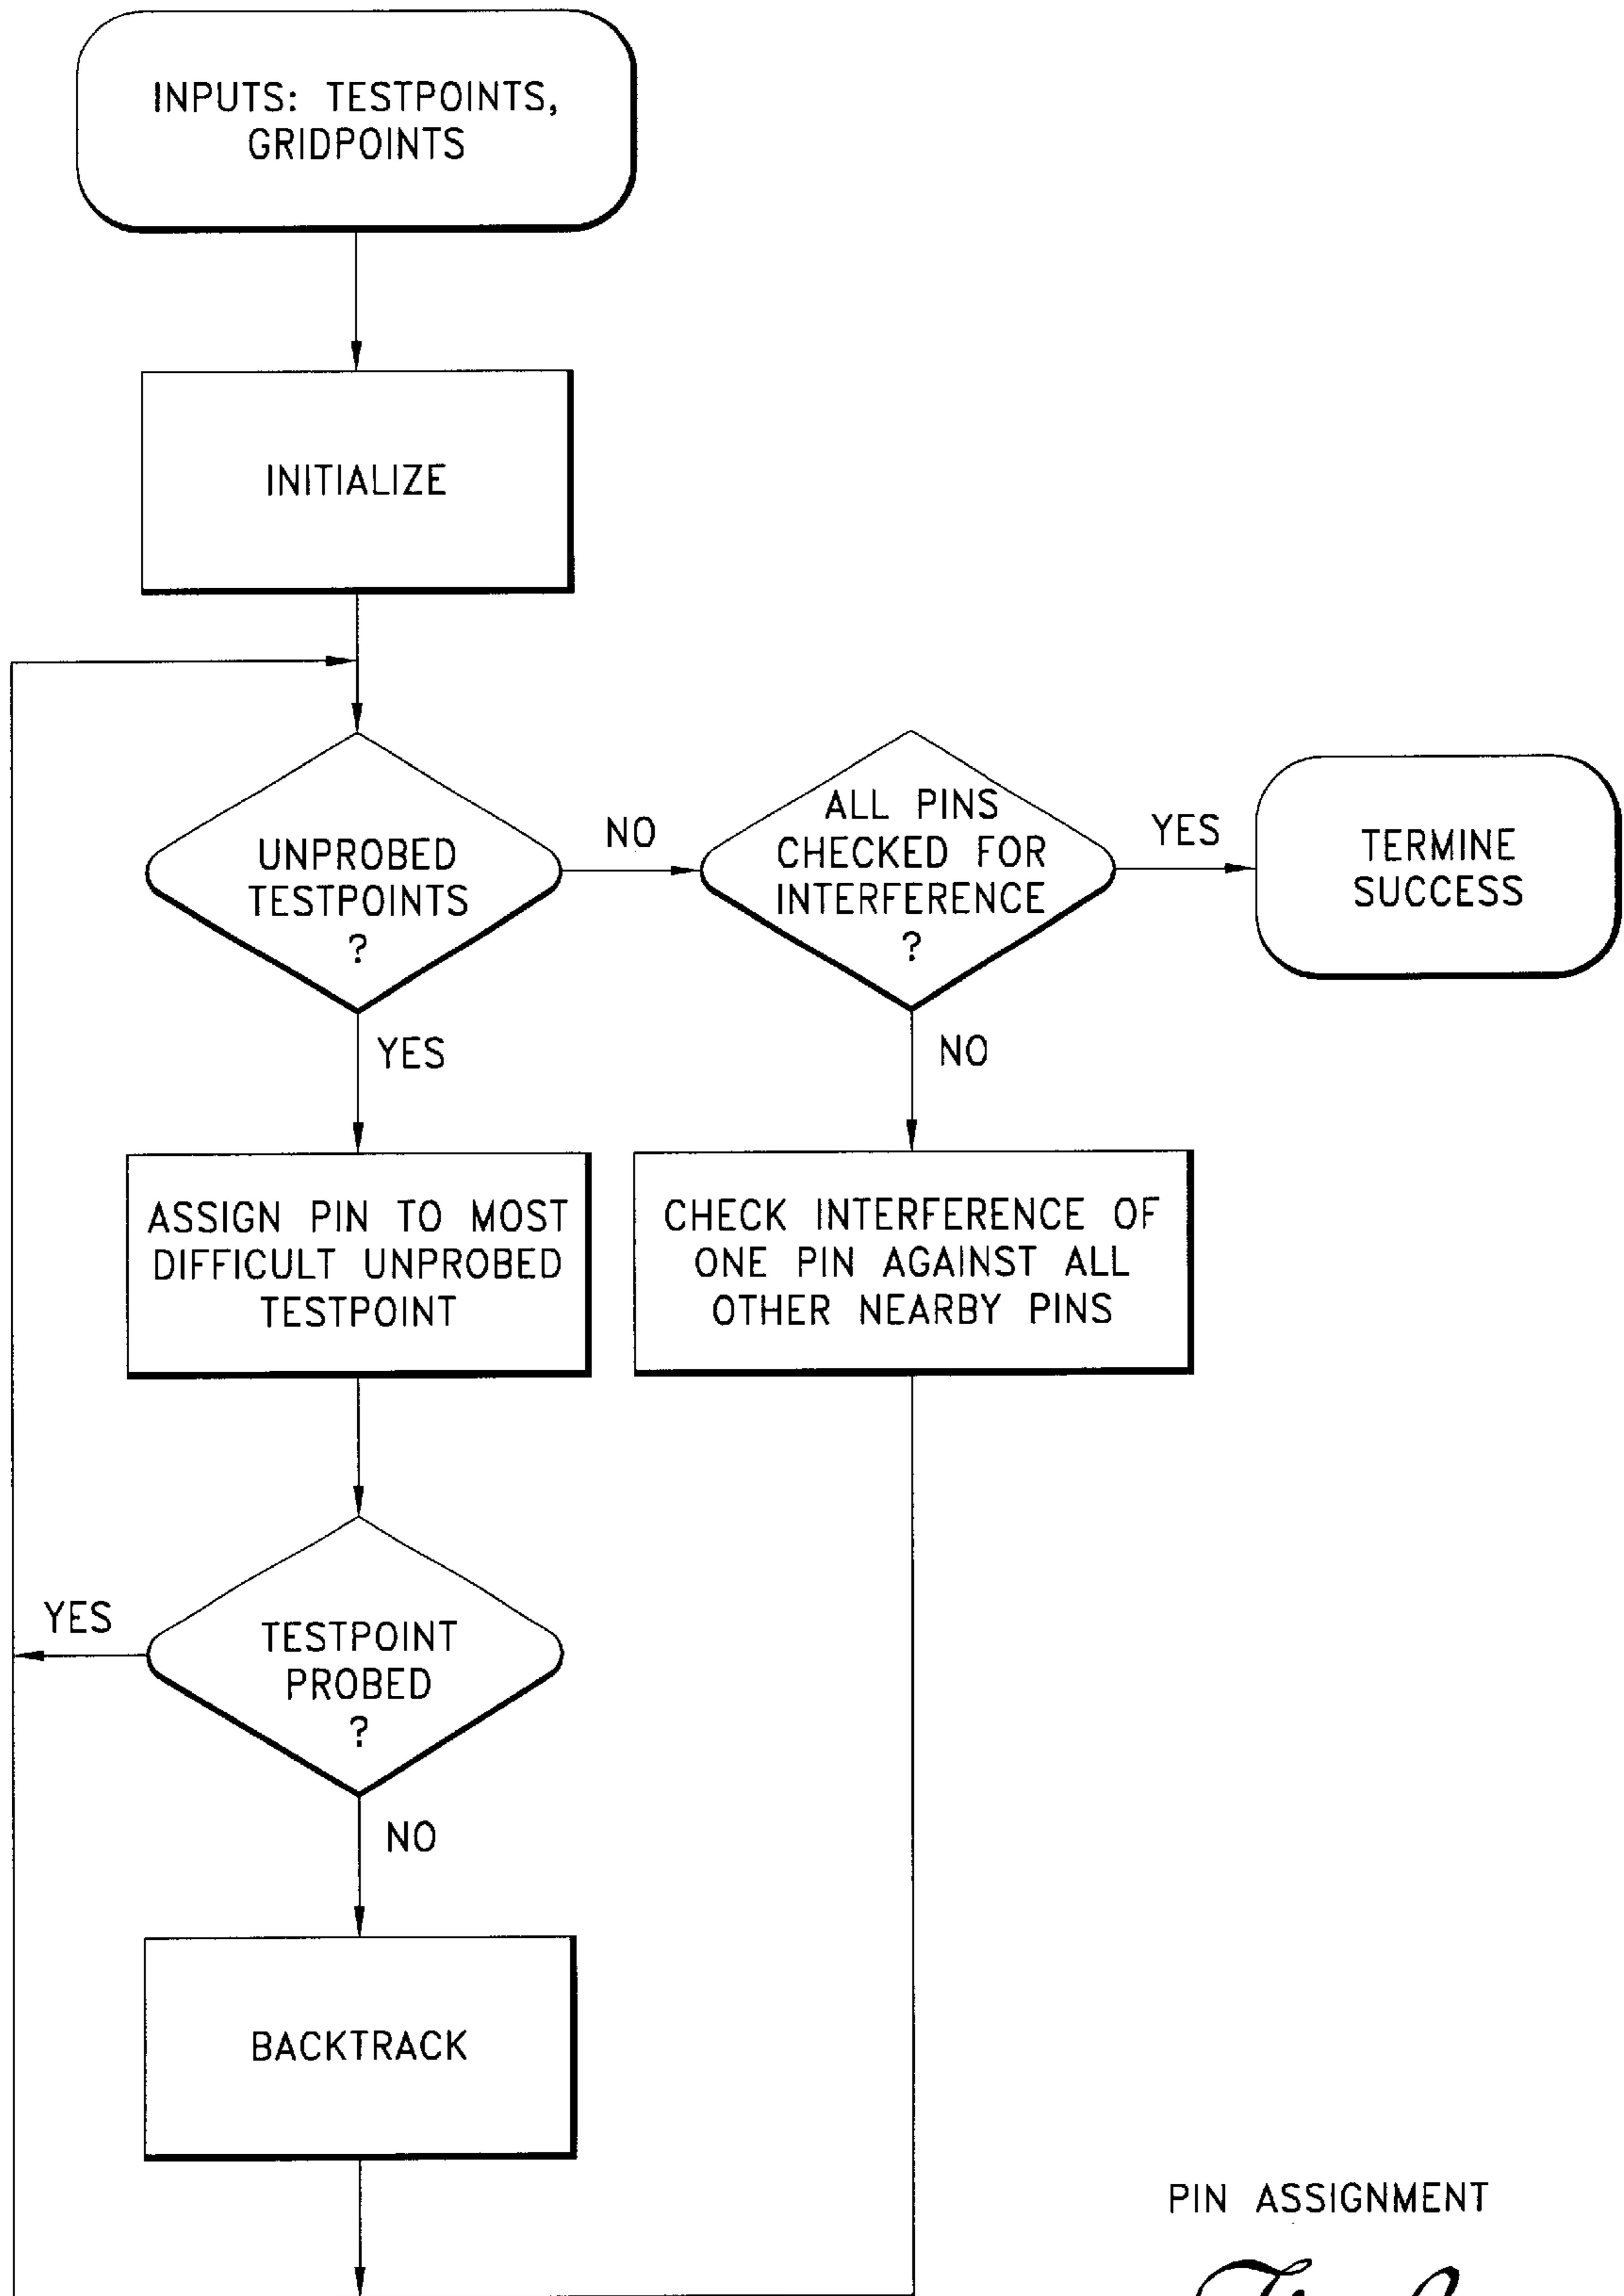 INPUTS: TESTPOINTS,
GRIDPOINTS
INITIALIZE
UNPROBED
TESTPOINTS
?
NO
ALL PINS
CHECKED FOR
INTERFERENCE
?
YES
TERMINE
SUCCESS
YES
NO
ASSIGN PIN TO MOST
DIFFICULT UNPROBED
TESTPOINT
CHECK INTERFERENCE OF
ONE PIN AGAINST ALL
OTHER NEARBY PINS
YES
TESTPOINT
PROBED
?
NO
BACKTRACK
PIN ASSIGNMENT